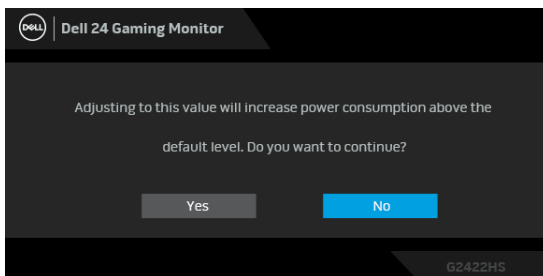 DELL Dell 24 Gaming Monitor
Adjusting to this value will increase power consumption above the
default level. Do you want to continue?
Yes No
G2422HS